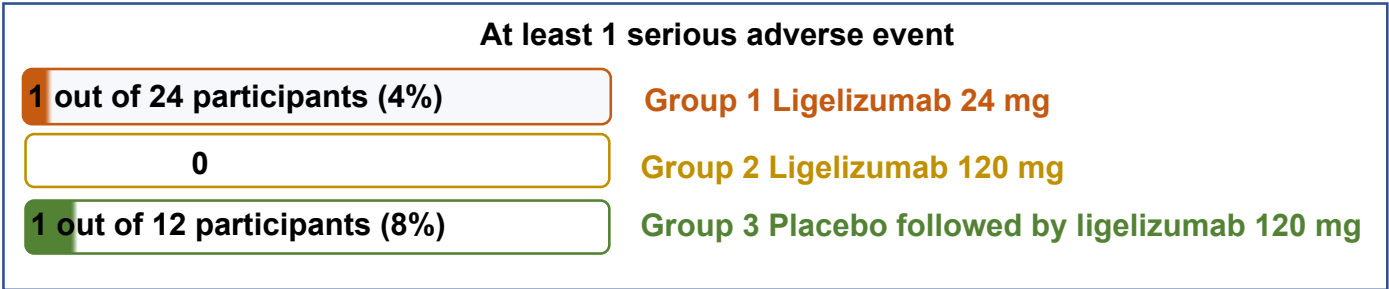 At least 1 serious adverse event
1 out of 24 participants (4%) Group 1 Ligelizumab 24 mg
0 Group 2 Ligelizumab 120 mg
1 out of 12 participants (8%) Group 3 Placebo followed by ligelizumab 120 mg